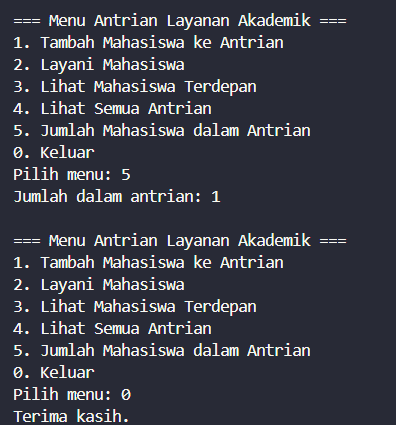 === Menu Antrian Layanan Akademik ===
1. Tambah Mahasiswa ke Antrian
2. Layani Mahasiswa
3. Lihat Mahasiswa Terdepan
4. Lihat Semua Antrian
5. Jumlah Mahasiswa dalam Antrian
0. Keluar
Pilih menu: 5
Jumlah dalam antrian: 1

=== Menu Antrian Layanan Akademik ===
1. Tambah Mahasiswa ke Antrian
2. Layani Mahasiswa
3. Lihat Mahasiswa Terdepan
4. Lihat Semua Antrian
5. Jumlah Mahasiswa dalam Antrian
0. Keluar
Pilih menu: 0
Terima kasih.